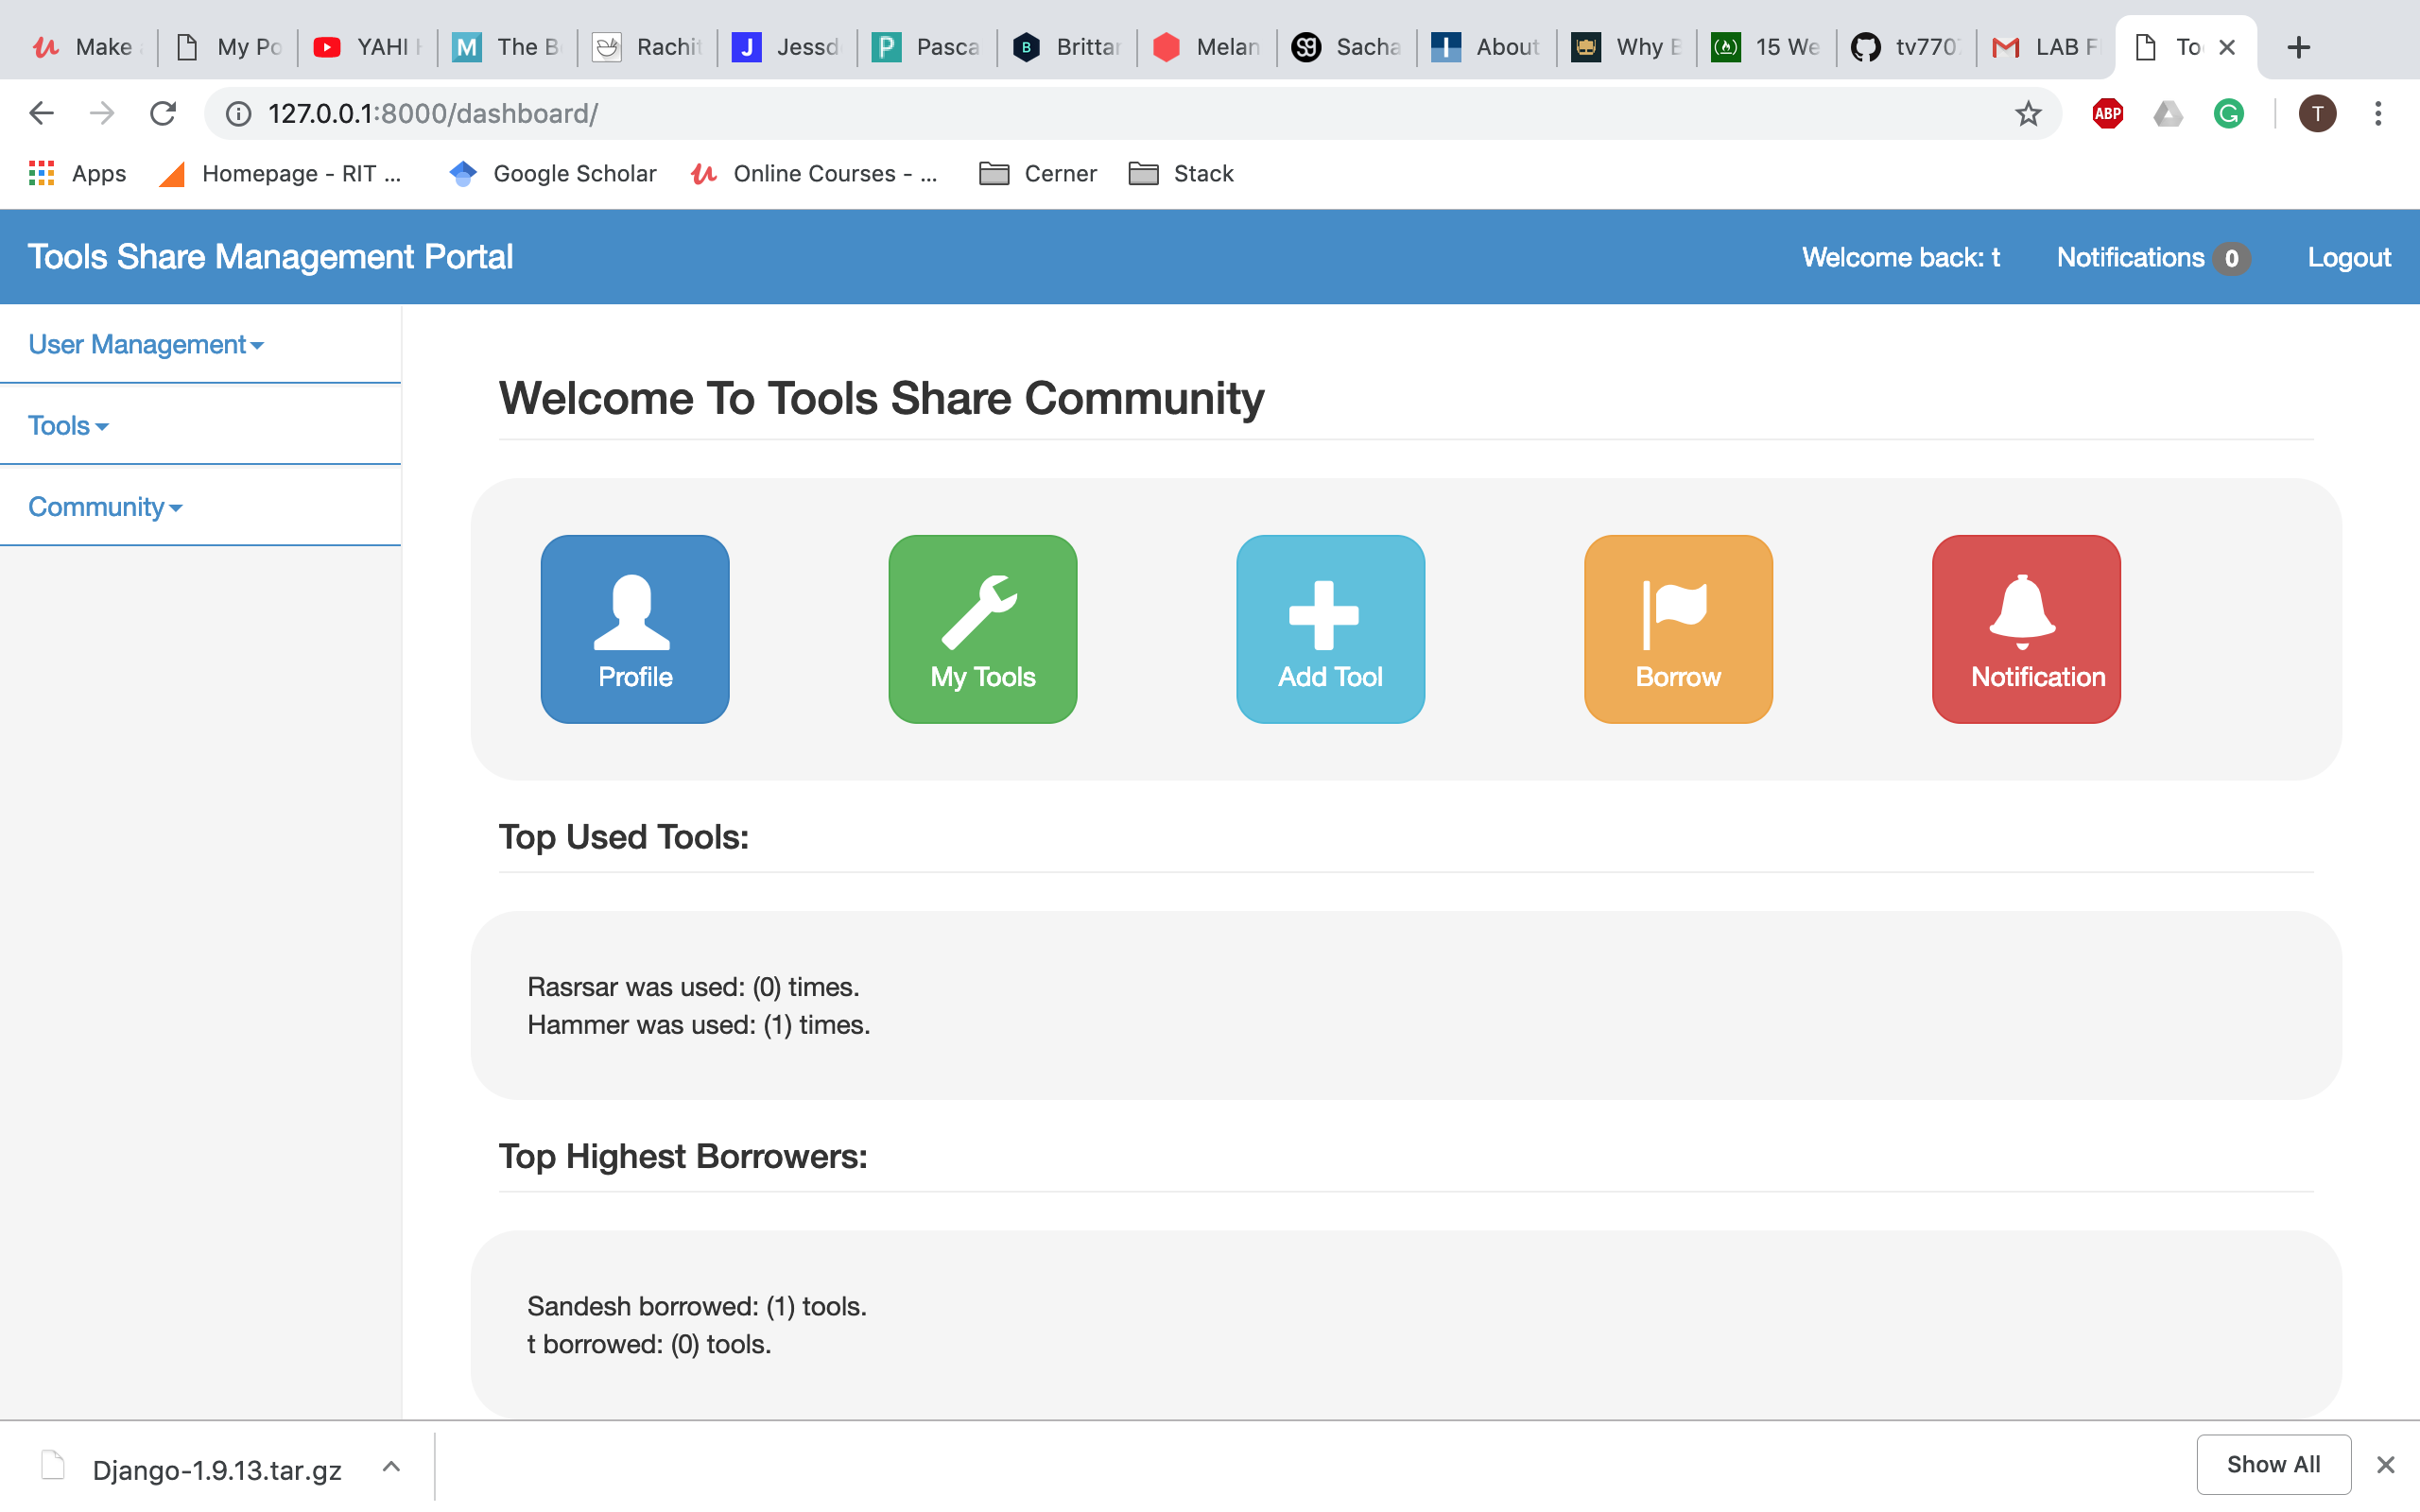 Make
My Po
YAHI
M The B
Rachit
J Jessd
P Pasca
B Brittar
Melan
Sacha
I About
Why B
15 We
tv770
LAB F
To
127.0.0.1:8000/dashboard/
ABP
G
T
Apps
Homepage - RIT ...
Google Scholar
Online Courses - ...
Cerner
Stack
Tools Share Management Portal
Welcome back: t
Notifications 0
Logout
User Management
Tools
Community
Welcome To Tools Share Community
Profile
My Tools
Add Tool
Borrow
Notification
Top Used Tools:
Rasrsar was used: (0) times.
Hammer was used: (1) times.
Top Highest Borrowers:
Sandesh borrowed: (1) tools.
t borrowed: (0) tools.
Django-1.9.13.tar.gz
Show All